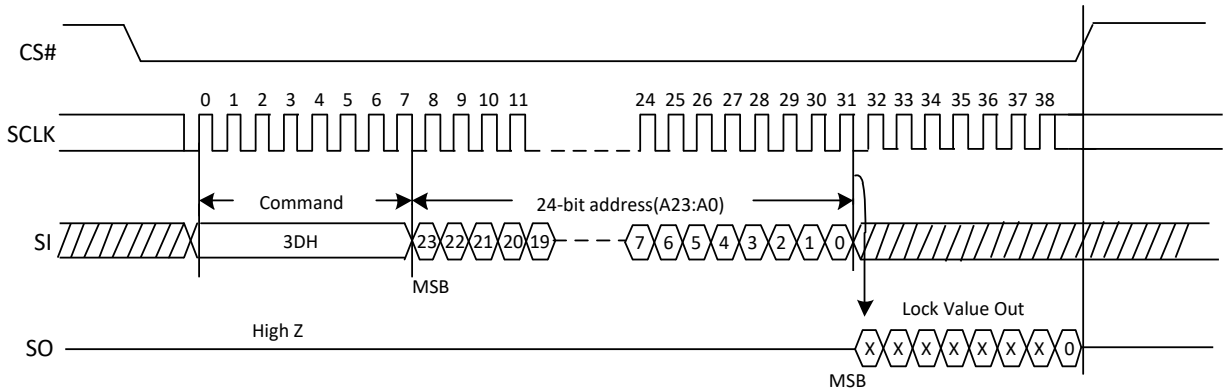 CS#
0 1 2 3 4 5 6 7 8 9 10 11 24 25 26 27 28 29 30 31 32 33 34 35 36 37 38
SCLK
Command 24-bit address(A23:A0)
SI 3DH 23 22 21 20 19 7 6 5 4 3 2 1 0
MSB
Lock Value Out
High Z
SO X X X X X X X 0
MSB